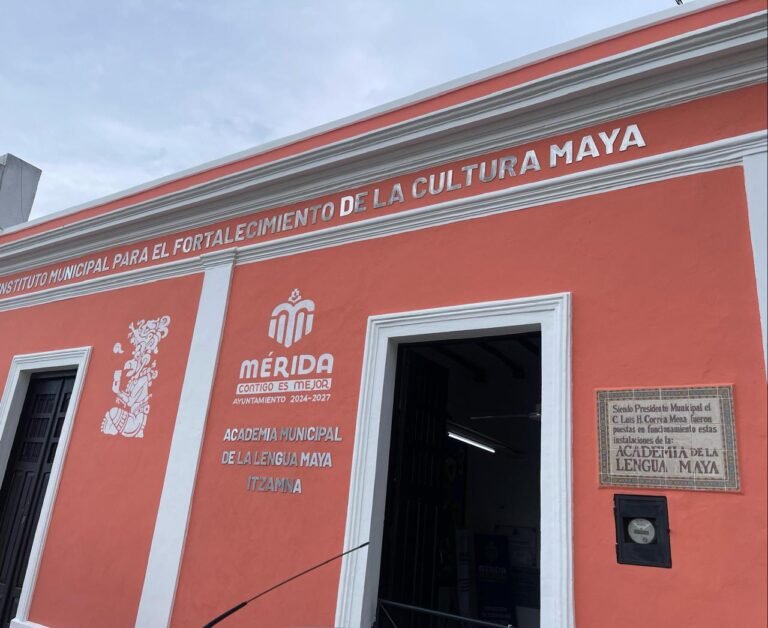 INSTITUTO MUNICIPAL PARA EL FORTALECIMIENTO DE LA CULTURA MAYA
MÉRIDA
CONTIGO ES MEJOR
AYUNTAMIENTO 2024-2027
ACADEMIA MUNICIPAL
DE LA LENGUA MAYA
ITZAMNA
Siendo Presidente Municipal el
C. Luis H. Correa Mena fueron
puestas en funcionamiento estas
instalaciones de la:
ACADEMIA DE LA
LENGUA MAYA